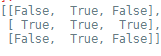 [[False,  True, False],
 [ True,  True,  True],
 [False,  True, False]]